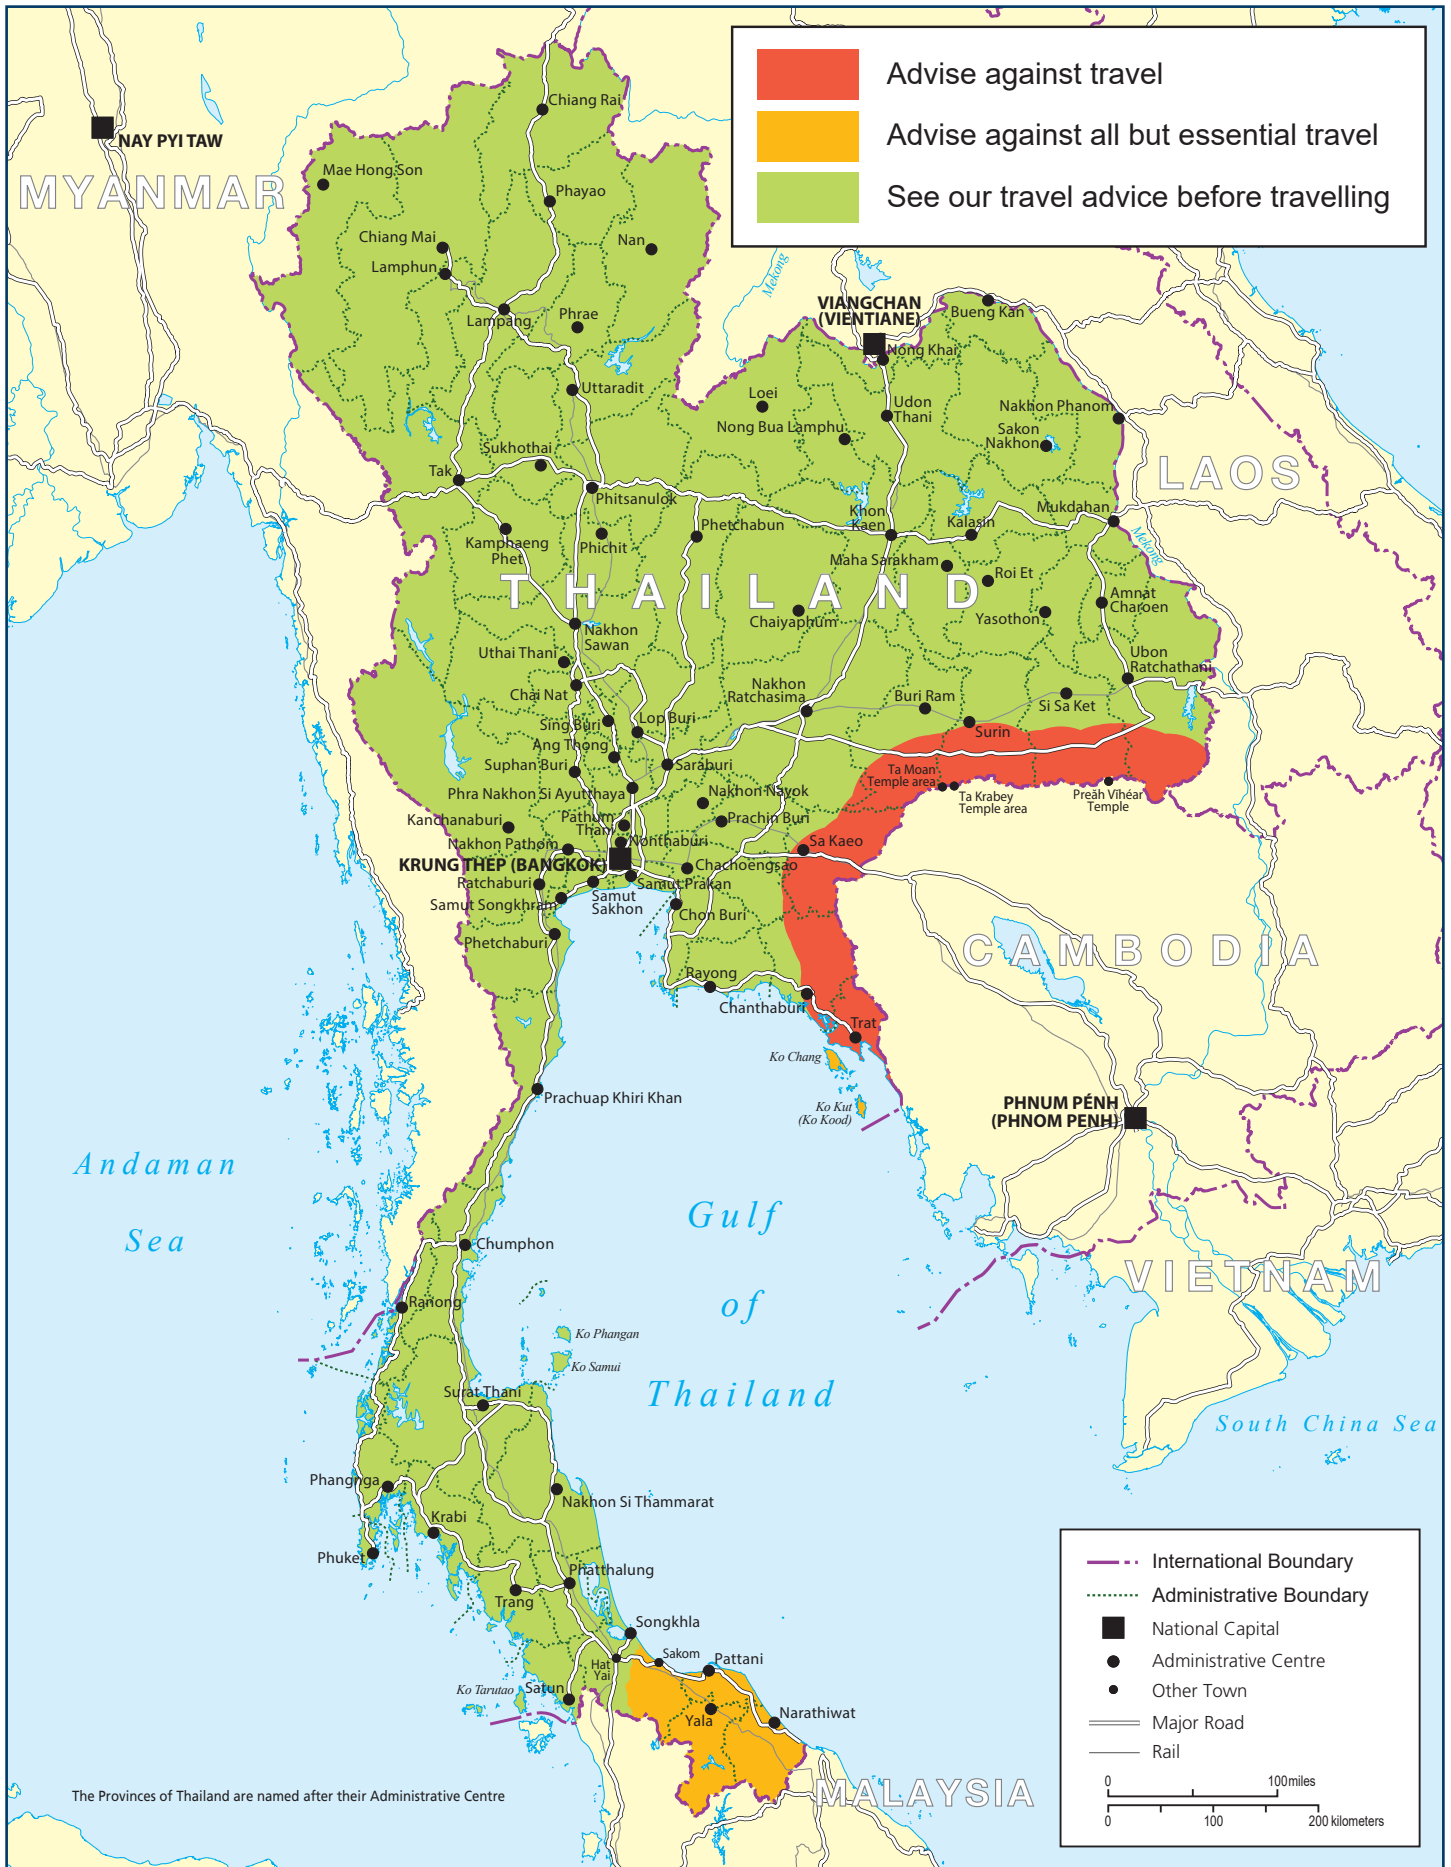 Advise against travel
Advise against all but essential travel
See our travel advice before travelling
NAY PYI TAW
MYANMAR
Chiang Rai
Mae Hong Son
Phayao
Chiang Mai
Nan
Lamphun
Lampang
Phrae
Mekong
VIANGCHAN
(VIENTIANE)
Bueng Kan
Nong Khai
Uttaradit
Loei
Udon
Thani
Nakhon Phanom
Nong Bua Lamphu
Sakon
Nakhon
Sukhothai
LAOS
Tak
Phitsanulok
Khon
Kaen
Kalasin
Mukdahan
Phetchabun
Mekong
Kamphaeng
Phet
Phichit
Maha Sarakham
Roi Et
THAILAND
Amnat
Charoen
Chaiyaphum
Yasothon
Nakhon
Sawan
Uthai Thani
Ubon
Ratchathani
Chai Nat
Nakhon
Ratchasima
Buri Ram
Si Sa Ket
Sing Buri
Lop Buri
Surin
Ang Thong
Suphan Buri
Saraburi
Ta Moan
Temple area
Ta Krabey
Temple area
Preăh Vihéar
Temple
Phra Nakhon Si Ayutthaya
Nakhon Nayok
Kanchanaburi
Pathum
Thani
Prachin Buri
Nakhon Pathom
Nonthaburi
Sa Kaeo
KRUNG THEP (BANGKOK)
Chachoengsao
Ratchaburi
Samut Prakan
Samut Songkhram
Samut
Sakhon
Chon Buri
Phetchaburi
CAMBODIA
Rayong
Chanthaburi
Trat
Ko Chang
Prachuap Khiri Khan
Ko Kut
(Ko Kood)
PHNUM PÉNH
(PHNOM PENH)
Andaman
Sea
Gulf
of
Thailand
Chumphon
VIETNAM
Ranong
Ko Phangan
Ko Samui
Surat Thani
South China Sea
Phangnga
Nakhon Si Thammarat
Krabi
Phuket
Phatthalung
Trang
Songkhla
Sakom
Pattani
Hat
Yai
Ko Tarutao
Satun
Yala
Narathiwat
MALAYSIA
The Provinces of Thailand are named after their Administrative Centre
International Boundary
Administrative Boundary
National Capital
Administrative Centre
Other Town
Major Road
Rail
0 100 miles
0 100 200 kilometers